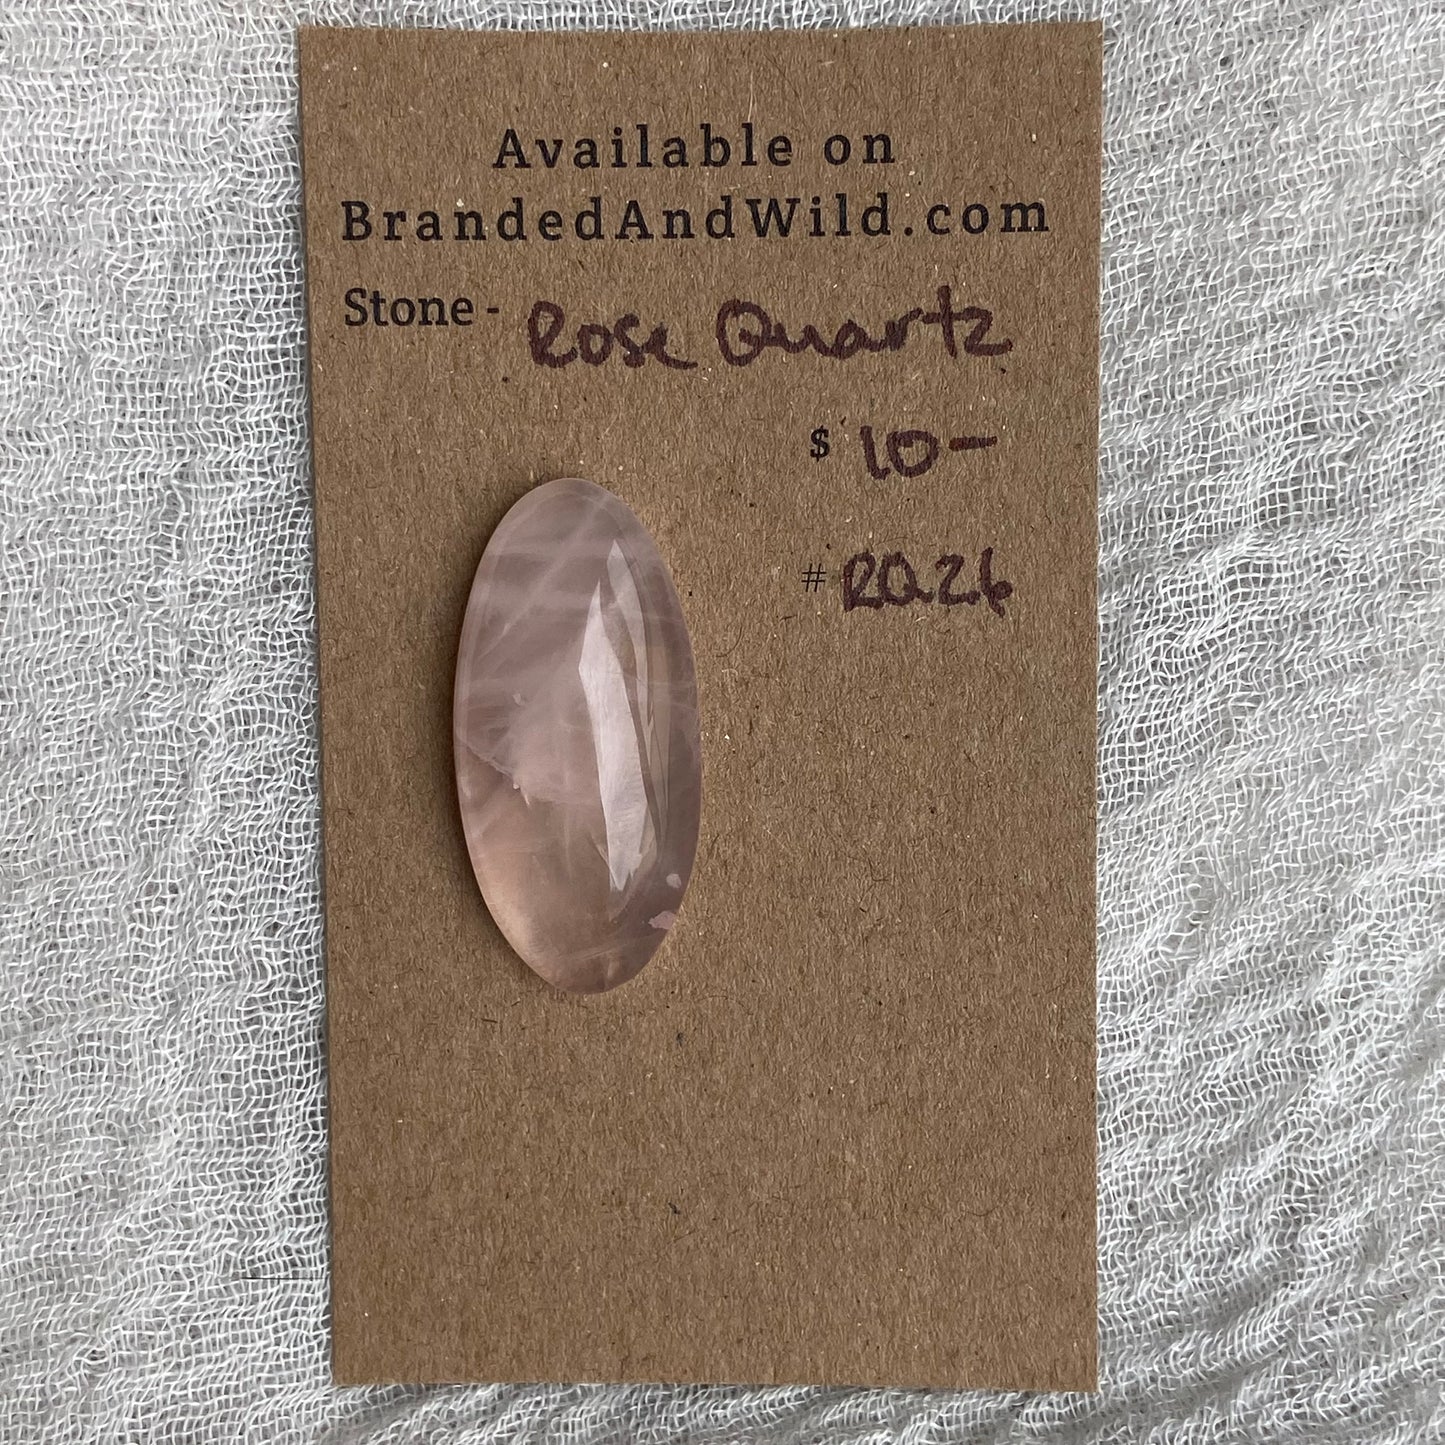 Available on
BrandedAndWild.com
Stone - Rose Quartz
$ 10-
# RQ26